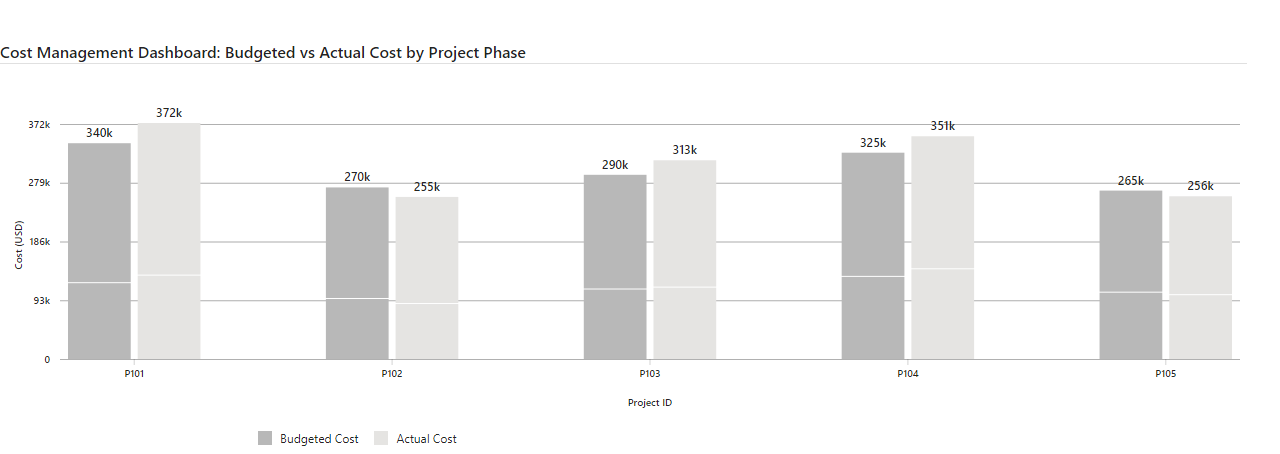 Cost Management Dashboard: Budgeted vs Actual Cost by Project Phase
372k
340k
372k
270k
255k
290k
313k
325k
351k
265k
256k
279k
186k
93k
0
Cost (USD)
P101
P102
P103
P104
P105
Project ID
Budgeted Cost
Actual Cost